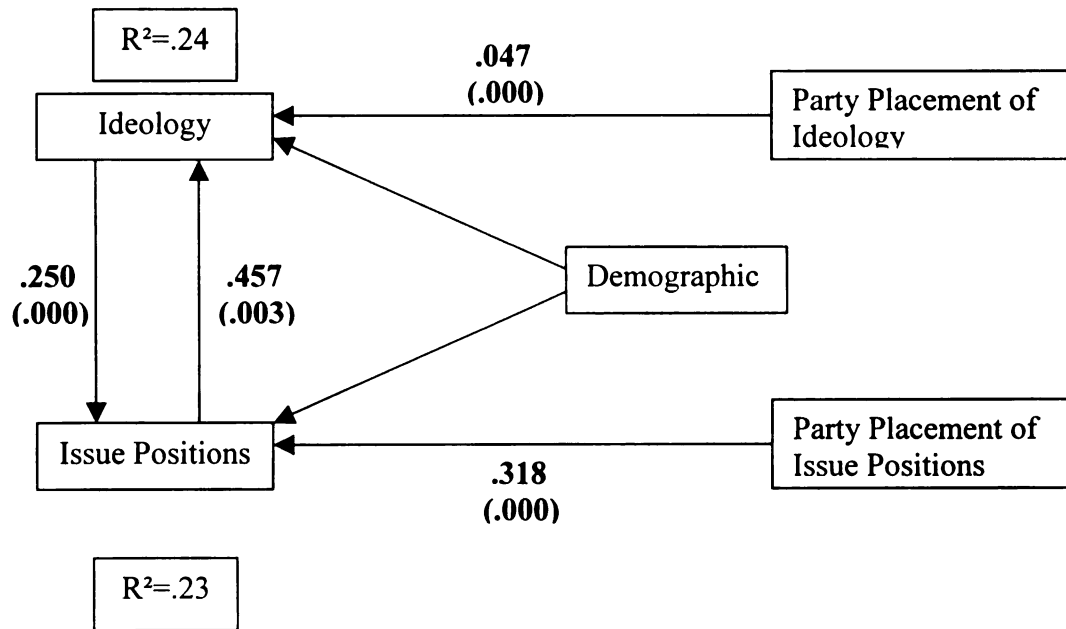 R²=.24
.047
(.000)
Ideology
Party Placement of
Ideology
.250
(.000)
.457
(.003)
Demographic
Issue Positions
Party Placement of
Issue Positions
.318
(.000)
R²=.23